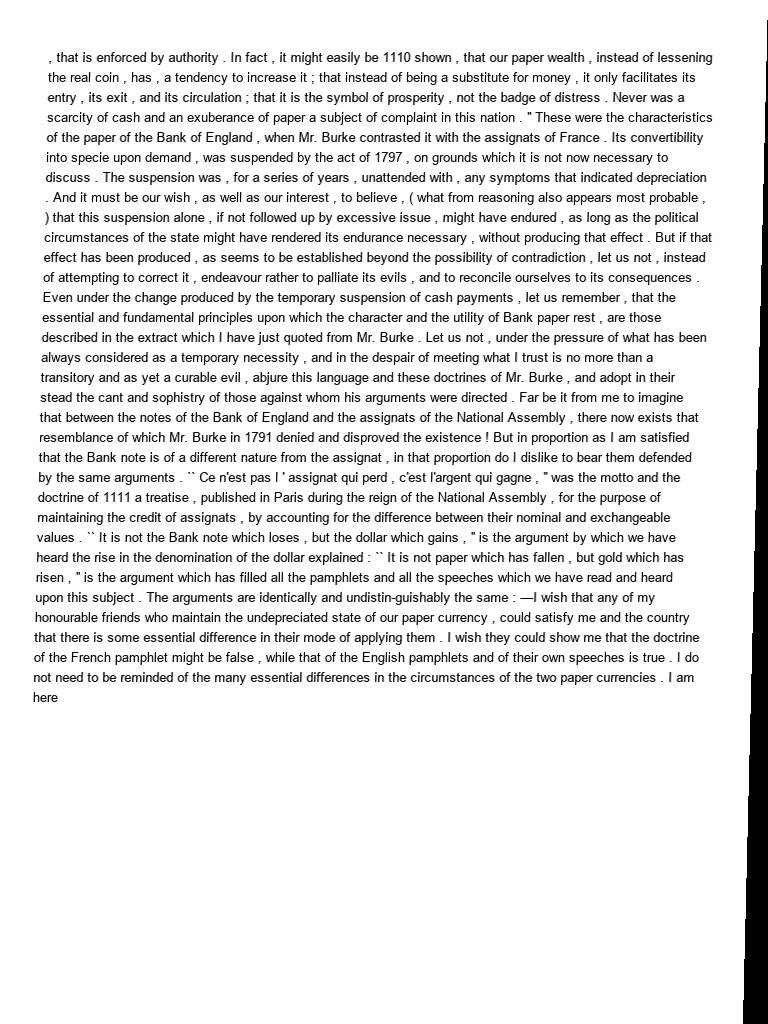 , that is enforced by authority . In fact , it might easily be 1110 shown , that our paper wealth , instead of lessening
the real coin , has , a tendency to increase it ; that instead of being a substitute for money , it only facilitates its
entry , its exit , and its circulation ; that it is the symbol of prosperity , not the badge of distress . Never was a
scarcity of cash and an exuberance of paper a subject of complaint in this nation . " These were the characteristics
of the paper of the Bank of England , when Mr. Burke contrasted it with the assignats of France . Its convertibility
into specie upon demand , was suspended by the act of 1797 , on grounds which it is not now necessary to
discuss . The suspension was , for a series of years , unattended with , any symptoms that indicated depreciation
. And it must be our wish , as well as our interest , to believe , ( what from reasoning also appears most probable ,
) that this suspension alone , if not followed up by excessive issue , might have endured , as long as the political
circumstances of the state might have rendered its endurance necessary , without producing that effect . But if that
effect has been produced , as seems to be established beyond the possibility of contradiction , let us not , instead
of attempting to correct it , endeavour rather to palliate its evils , and to reconcile ourselves to its consequences .
Even under the change produced by the temporary suspension of cash payments , let us remember , that the
essential and fundamental principles upon which the character and the utility of Bank paper rest , are those
described in the extract which I have just quoted from Mr. Burke . Let us not , under the pressure of what has been
always considered as a temporary necessity , and in the despair of meeting what I trust is no more than a
transitory and as yet a curable evil , abjure this language and these doctrines of Mr. Burke , and adopt in their
stead the cant and sophistry of those against whom his arguments were directed . Far be it from me to imagine
that between the notes of the Bank of England and the assignats of the National Assembly , there now exists that
resemblance of which Mr. Burke in 1791 denied and disproved the existence ! But in proportion as I am satisfied
that the Bank note is of a different nature from the assignat , in that proportion do I dislike to bear them defended
by the same arguments . `` Ce n'est pas l ' assignat qui perd , c'est l'argent qui gagne , " was the motto and the
doctrine of 1111 a treatise , published in Paris during the reign of the National Assembly , for the purpose of
maintaining the credit of assignats , by accounting for the difference between their nominal and exchangeable
values . `` It is not the Bank note which loses , but the dollar which gains , " is the argument by which we have
heard the rise in the denomination of the dollar explained : `` It is not paper which has fallen , but gold which has
risen , " is the argument which has filled all the pamphlets and all the speeches which we have read and heard
upon this subject . The arguments are identically and undistin-guishably the same : —I wish that any of my
honourable friends who maintain the undepreciated state of our paper currency , could satisfy me and the country
that there is some essential difference in their mode of applying them . I wish they could show me that the doctrine
of the French pamphlet might be false , while that of the English pamphlets and of their own speeches is true . I do
not need to be reminded of the many essential differences in the circumstances of the two paper currencies . I am
here